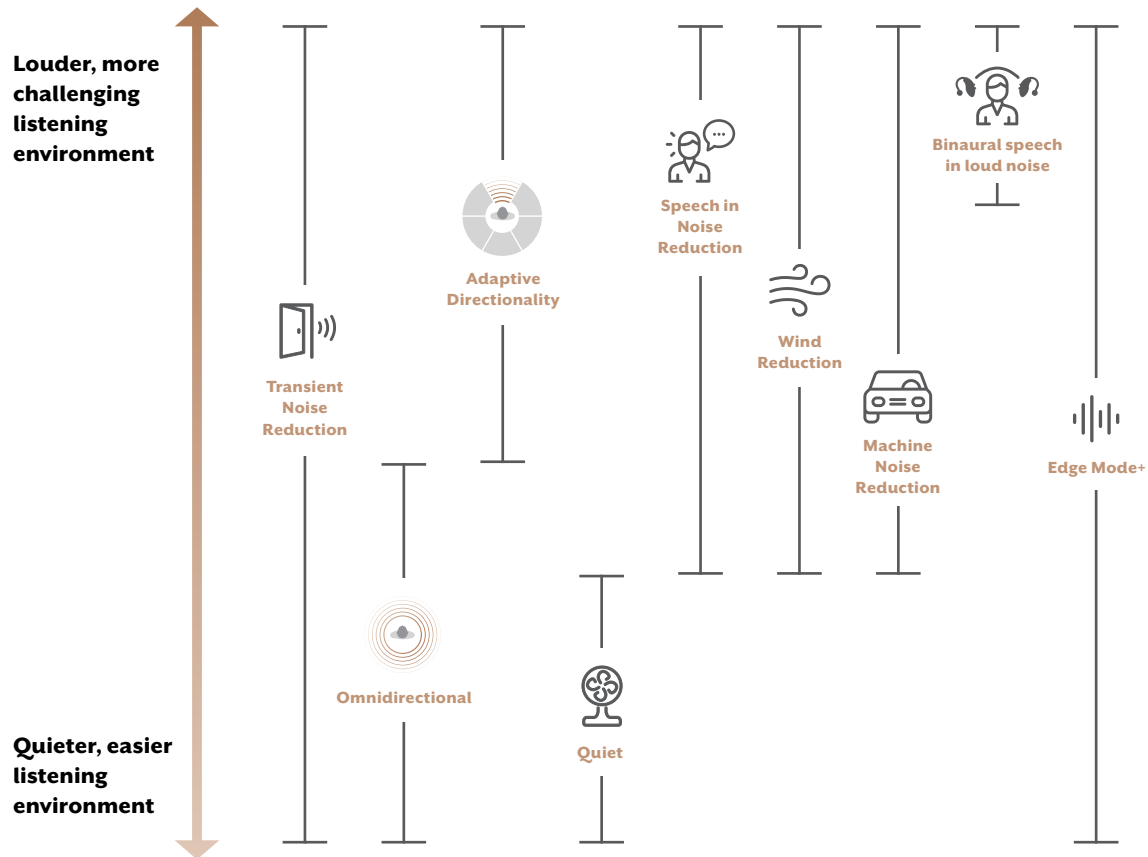 Louder, more
challenging
listening
environment
Binaural speech
in loud noise
Speech in
Noise
Reduction
Adaptive
Directionality
Wind
Reduction
Transient
Noise
Reduction
Machine
Noise
Reduction
Edge Mode+
Omnidirectional
Quiet
Quieter, easier
listening
environment